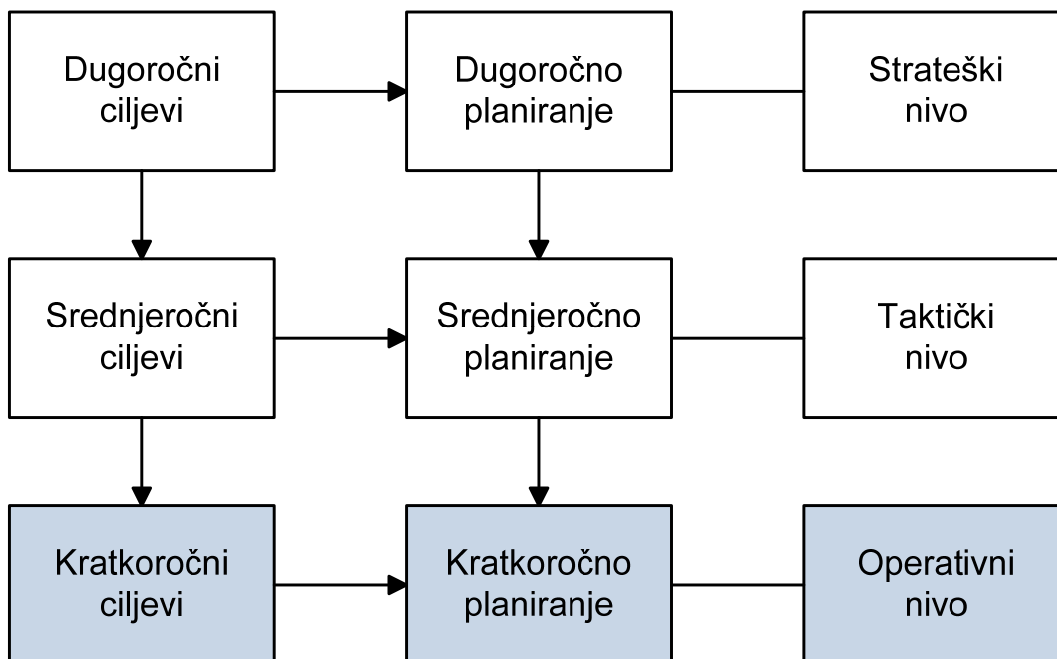 Dugoročni
ciljevi
Dugoročno
planiranje
Strateški
nivo
Srednjeročni
ciljevi
Srednjeročno
planiranje
Taktički
nivo
Kratkoročni
ciljevi
Kratkoročno
planiranje
Operativni
nivo